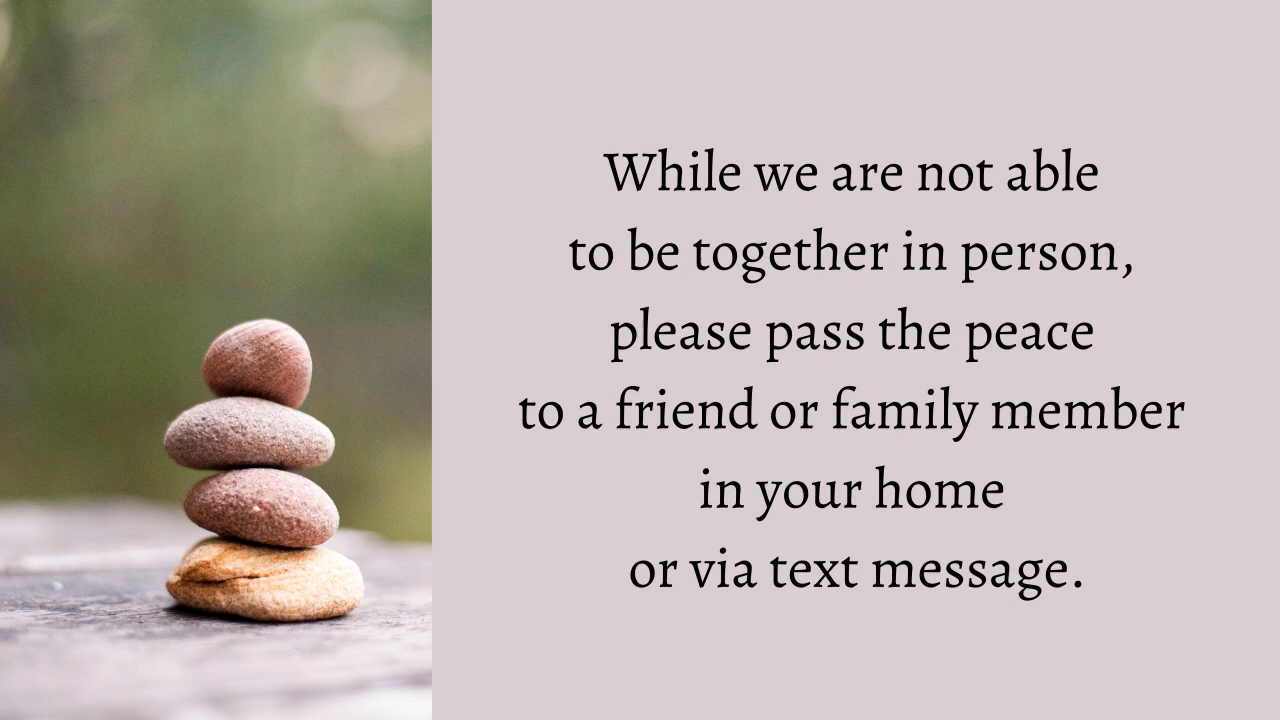 While we are not able
to be together in person,
please pass the peace
to a friend or family member
in your home
or via text message.